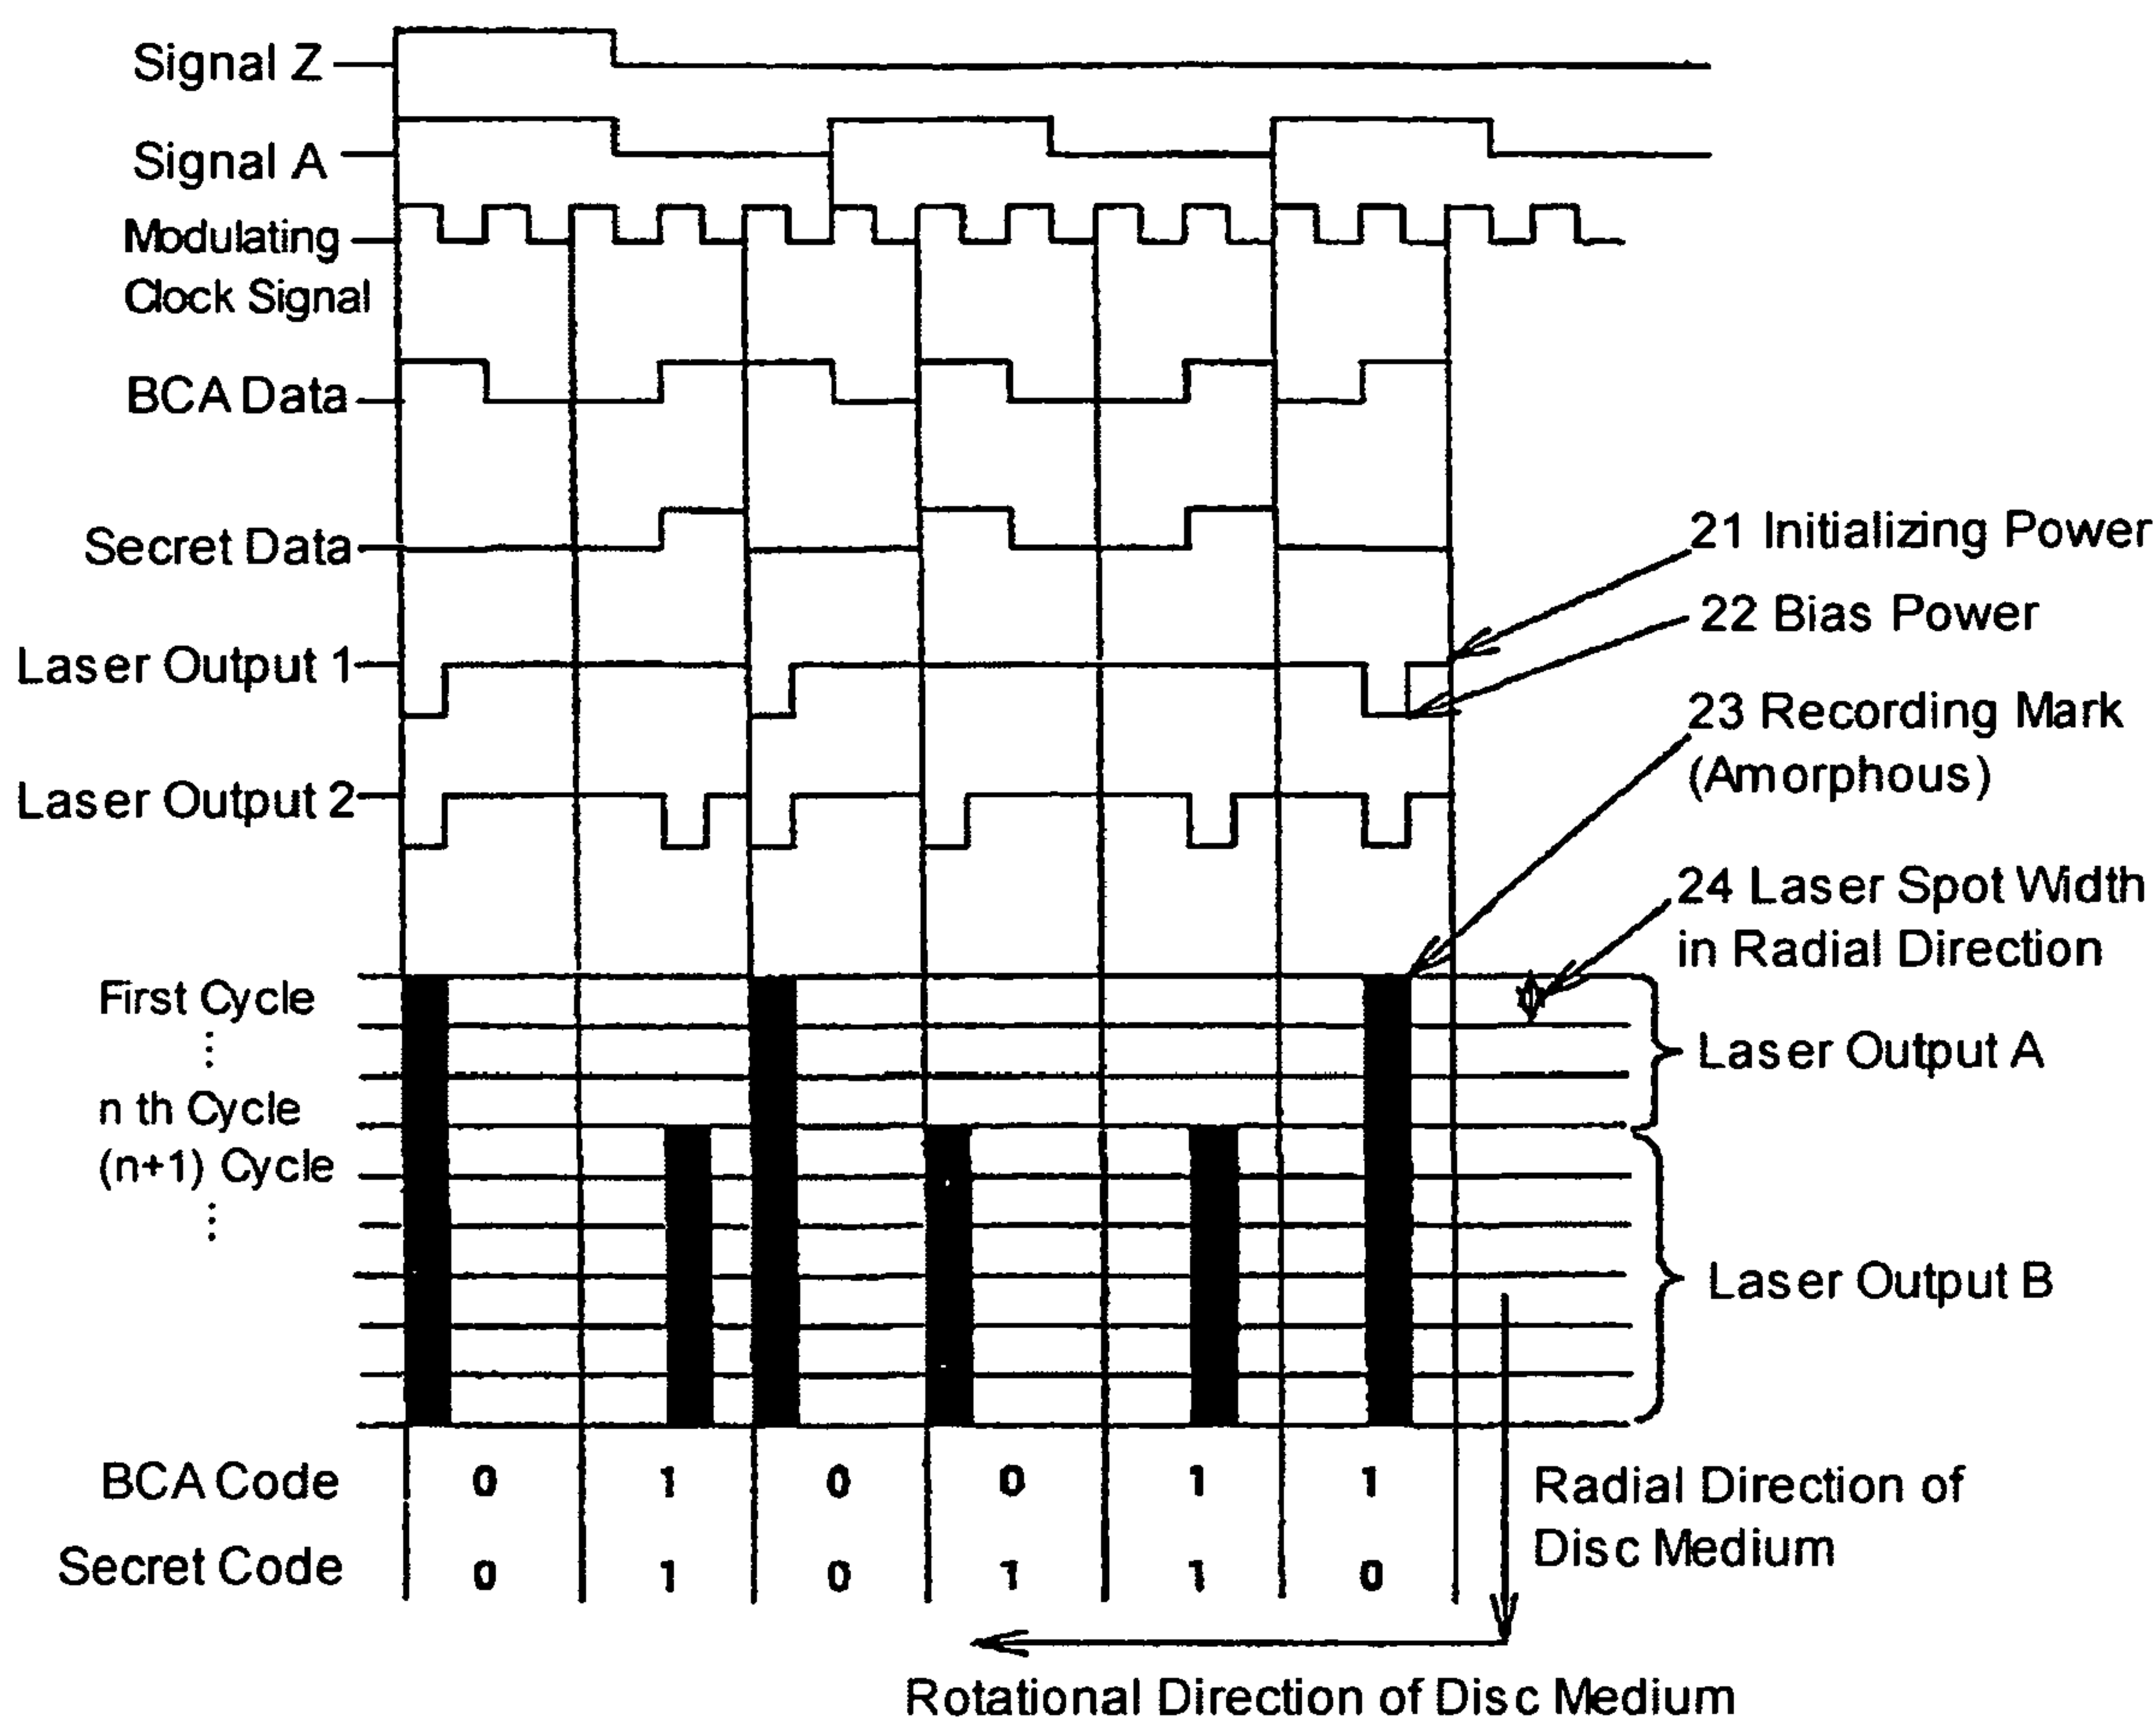 Signal Z
Signal A
Modulating
Clock Signal
BCA Data
Secret Data
21 Initializing Power
22 Bias Power
Laser Output 1
23 Recording Mark
(Amorphous)
Laser Output 2
24 Laser Spot Width
in Radial Direction
First Cycle
⋮
Laser Output A
n th Cycle
(n+1) Cycle
⋮
Laser Output B
BCA Code 0 1 0 0 1 1
Secret Code 0 1 0 1 1 0
Radial Direction of
Disc Medium
Rotational Direction of Disc Medium